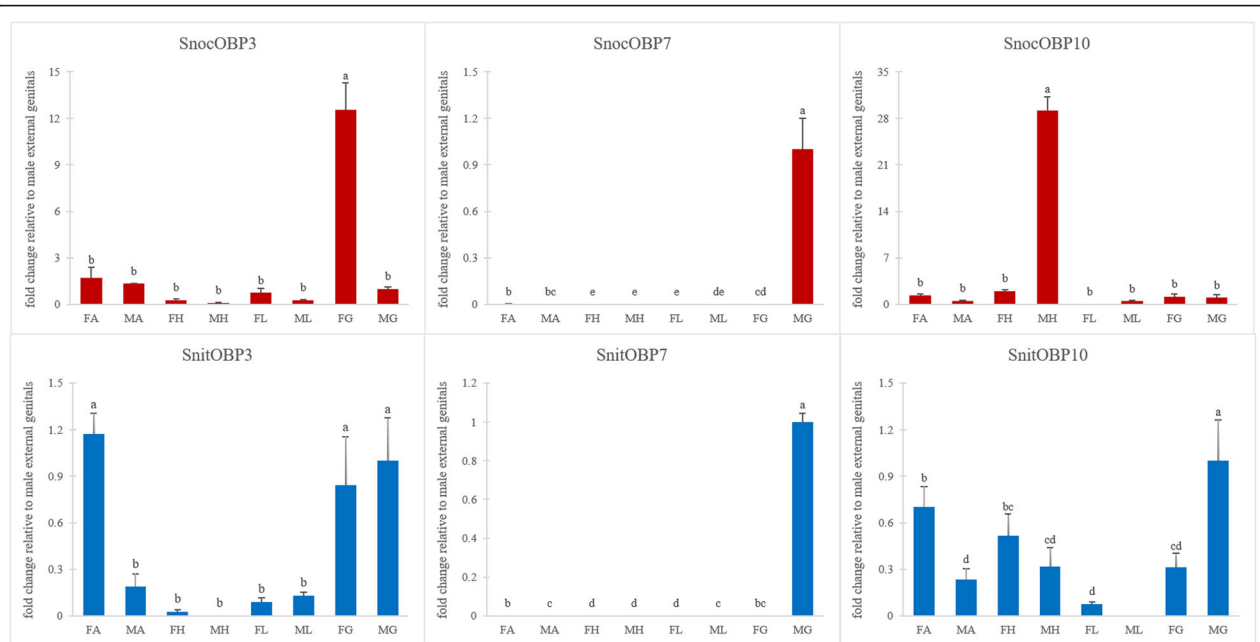 SnocOBP3
fold change relative to male external genitals
15
12
9
6
3
0
b b b b b b a b
FA MA FH MH FL ML FG MG
SnocOBP7
fold change relative to male external genitals
1.5
1.2
0.9
0.6
0.3
0
b bc e e e de cd a
FA MA FH MH FL ML FG MG
SnocOBP10
fold change relative to male external genitals
35
28
21
14
7
0
b b b a b b b b
FA MA FH MH FL ML FG MG
SnitOBP3
fold change relative to male external genitals
1.5
1.2
0.9
0.6
0.3
0
a b b b b b a a
FA MA FH MH FL ML FG MG
SnitOBP7
fold change relative to male external genitals
1.2
1
0.8
0.6
0.4
0.2
0
b c d d d c bc a
FA MA FH MH FL ML FG MG
SnitOBP10
fold change relative to male external genitals
1.5
1.2
0.9
0.6
0.3
0
b d bc cd d cd a
FA MA FH MH FL ML FG MG